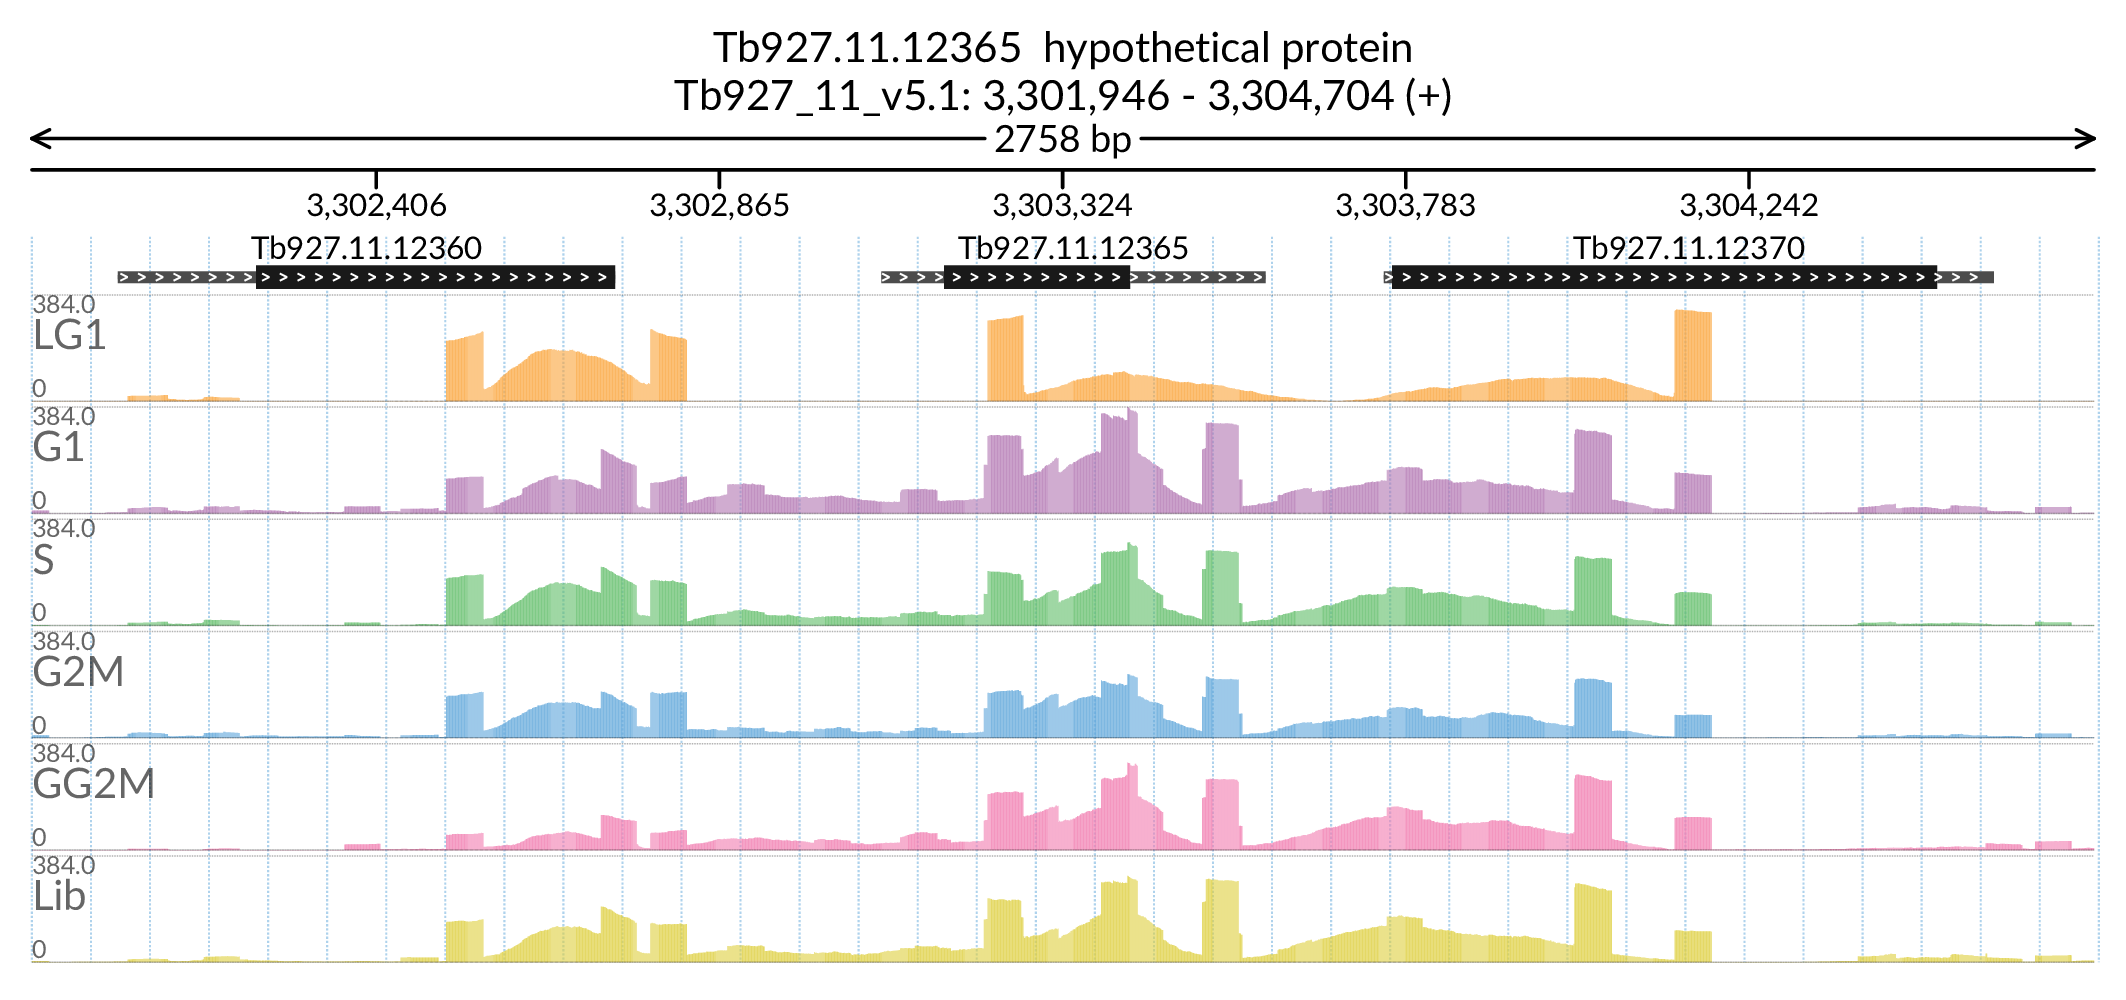 Tb927.11.12365  hypothetical protein
Tb927_11_v5.1: 3,301,946 - 3,304,704 (+)
2758 bp
3,302,406 3,302,865 3,303,324 3,303,783 3,304,242
Tb927.11.12360 Tb927.11.12365 Tb927.11.12370
384.0
LG1
0
384.0
G1
0
384.0
S
0
384.0
G2M
0
384.0
GG2M
0
384.0
Lib
0